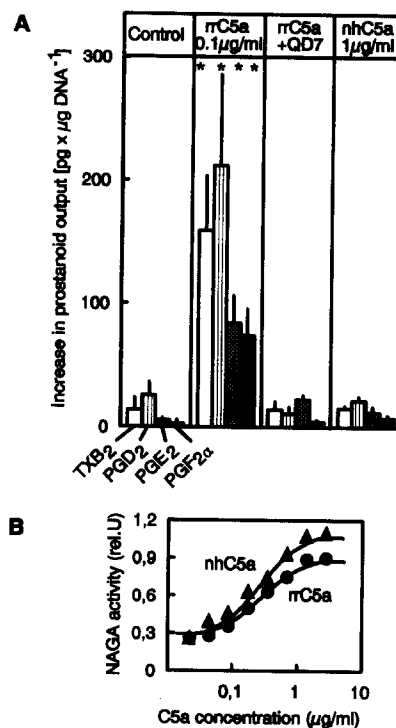 A
Control
rrC5a
0.1µg/ml
rrC5a
+QD7
nhC5a
1µg/ml
* * * *
Increase in prostanoid output [pg x µg DNA⁻¹]
300
200
100
0
TXB₂
PGD₂
PGE₂
PGF₂α
B
NAGA activity (rel.U)
1,2
0,9
0,6
0,3
0
nhC5a
rrC5a
0,1 1 10
C5a concentration (µg/ml)